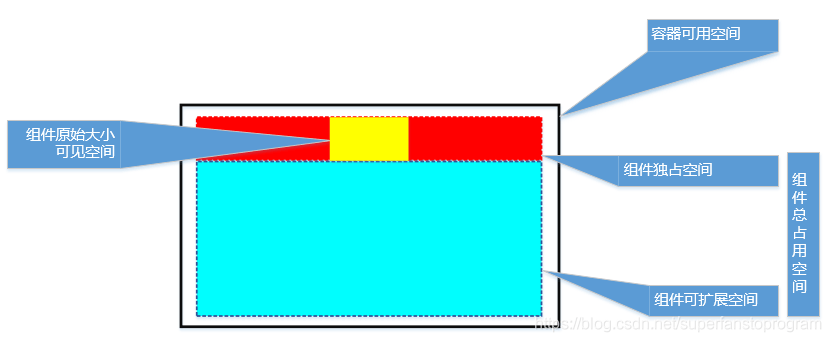 容器可用空间
组件原始大小
可见空间
组件独占空间
组件总占用空间
组件可扩展空间
https://blog.csdn.net/superfanstoprogram